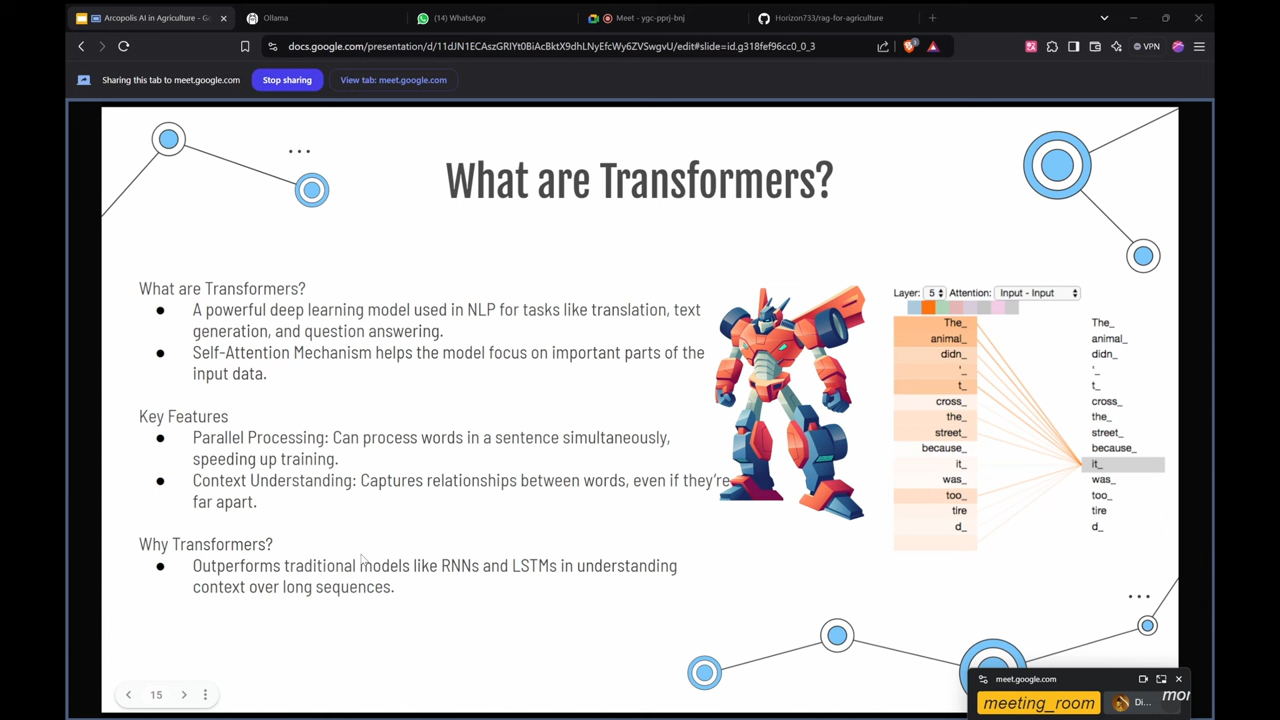 Arcopolis AI in Agriculture - G
Ollama
(14) WhatsApp
Meet - ygc-pprj-bnj
Horizon733/rag-for-agriculture
docs.google.com/presentation/d/11dJN1ECAszGRIYt0BiAcBktX9dhLNyEfcWy6ZVSwgvU/edit#slide=id.g318fef96cc0_0_3
VPN
Sharing this tab to meet.google.com
Stop sharing
View tab: meet.google.com
What are Transformers?
What are Transformers?
● A powerful deep learning model used in NLP for tasks like translation, text
generation, and question answering.
● Self-Attention Mechanism helps the model focus on important parts of the
input data.
Key Features
● Parallel Processing: Can process words in a sentence simultaneously,
speeding up training.
● Context Understanding: Captures relationships between words, even if they're
far apart.
Why Transformers?
● Outperforms traditional models like RNNs and LSTMs in understanding
context over long sequences.
Layer: 5 Attention: Input - Input
The_ The_
animal_ animal_
didn_ didn_
'_ '_
t_ t_
cross_ cross_
the_ the_
street_ street_
because_ because_
it_ it_
was_ was_
too_ too_
tire tire
d_ d_
15
meet.google.com
meeting_room
Di...